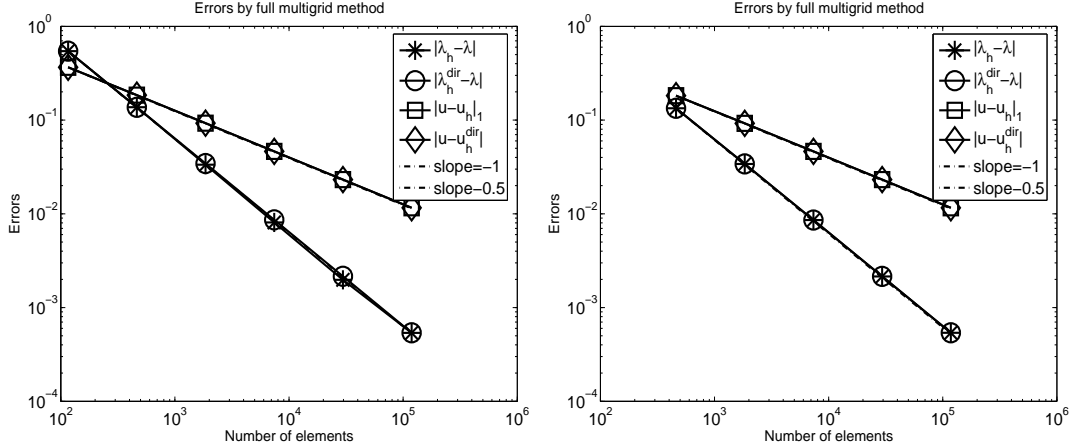 Errors by full multigrid method
10^0
10^−1
10^−2
10^−3
10^−4
Errors
10^2
10^3
10^4
10^5
10^6
Number of elements
|λ_h−λ|
|λ_h^dir−λ|
|u−u_h|_1
|u−u_h^dir|
slope=−1
slope−0.5
Errors by full multigrid method
10^0
10^−1
10^−2
10^−3
10^−4
Errors
10^2
10^3
10^4
10^5
10^6
Number of elements
|λ_h−λ|
|λ_h^dir−λ|
|u−u_h|_1
|u−u_h^dir|
slope=−1
slope−0.5